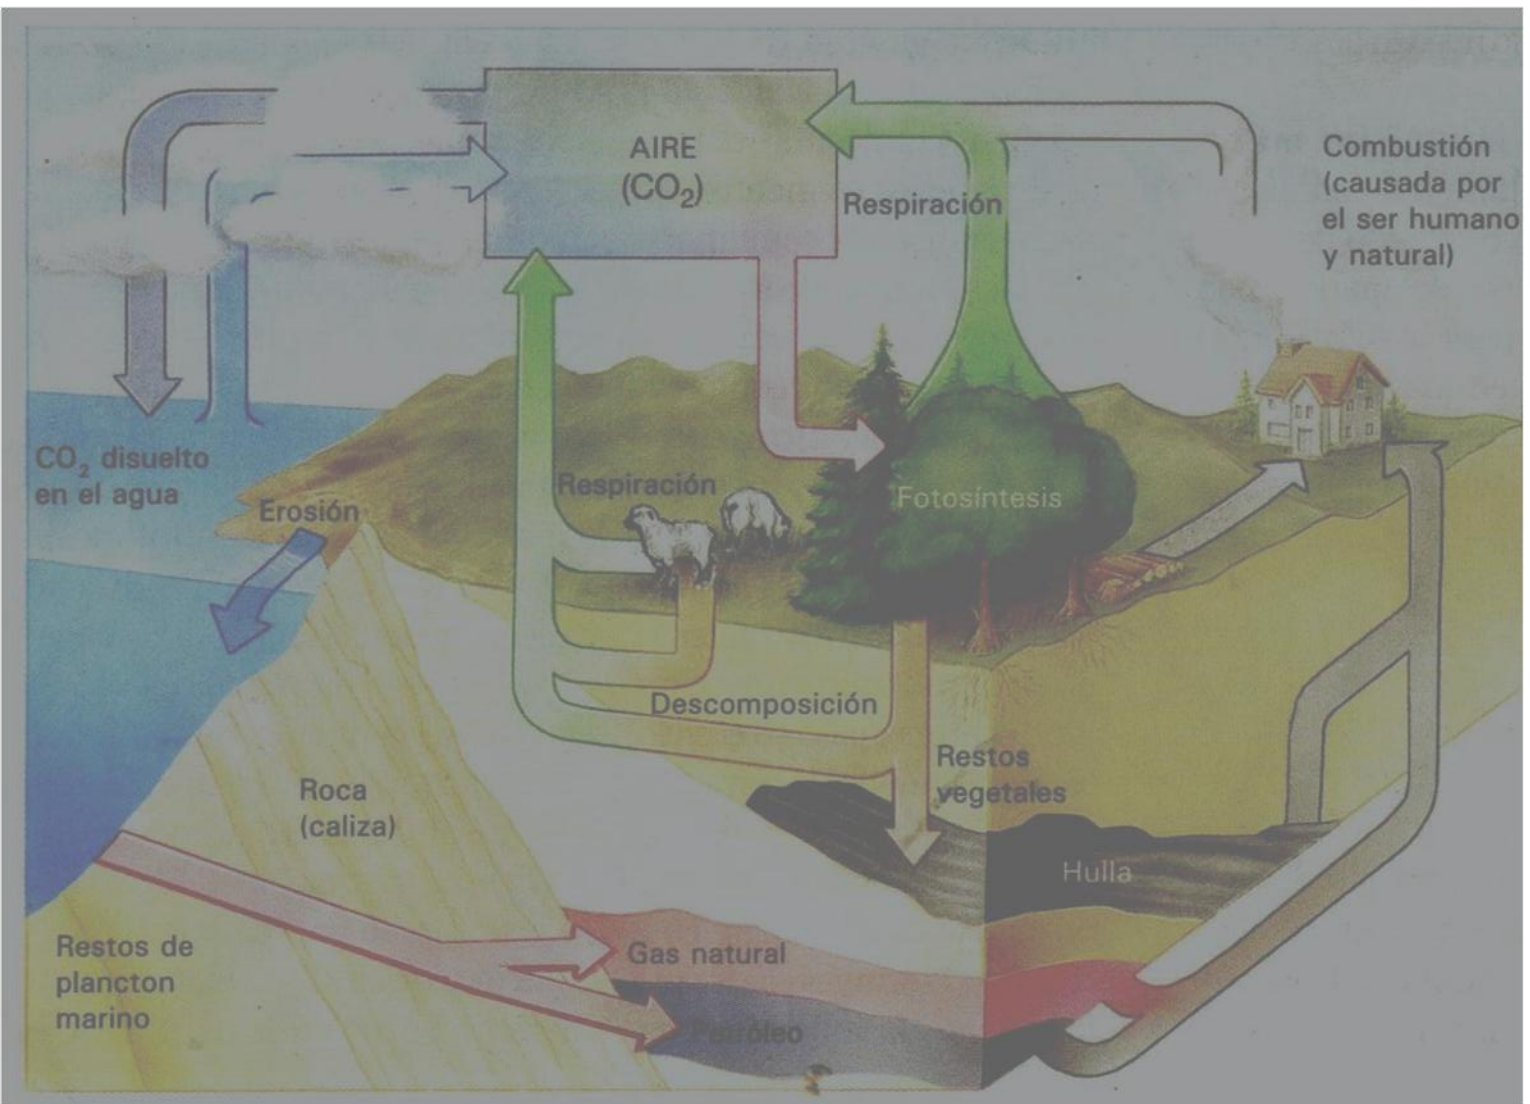 AIRE
(CO₂)
Respiración
Combustión
(causada por
el ser humano
y natural)
CO₂ disuelto
en el agua
Erosión
Respiración
Fotosíntesis
Descomposición
Restos
vegetales
Roca
(caliza)
Hulla
Restos de
plancton
marino
Gas natural
Petróleo